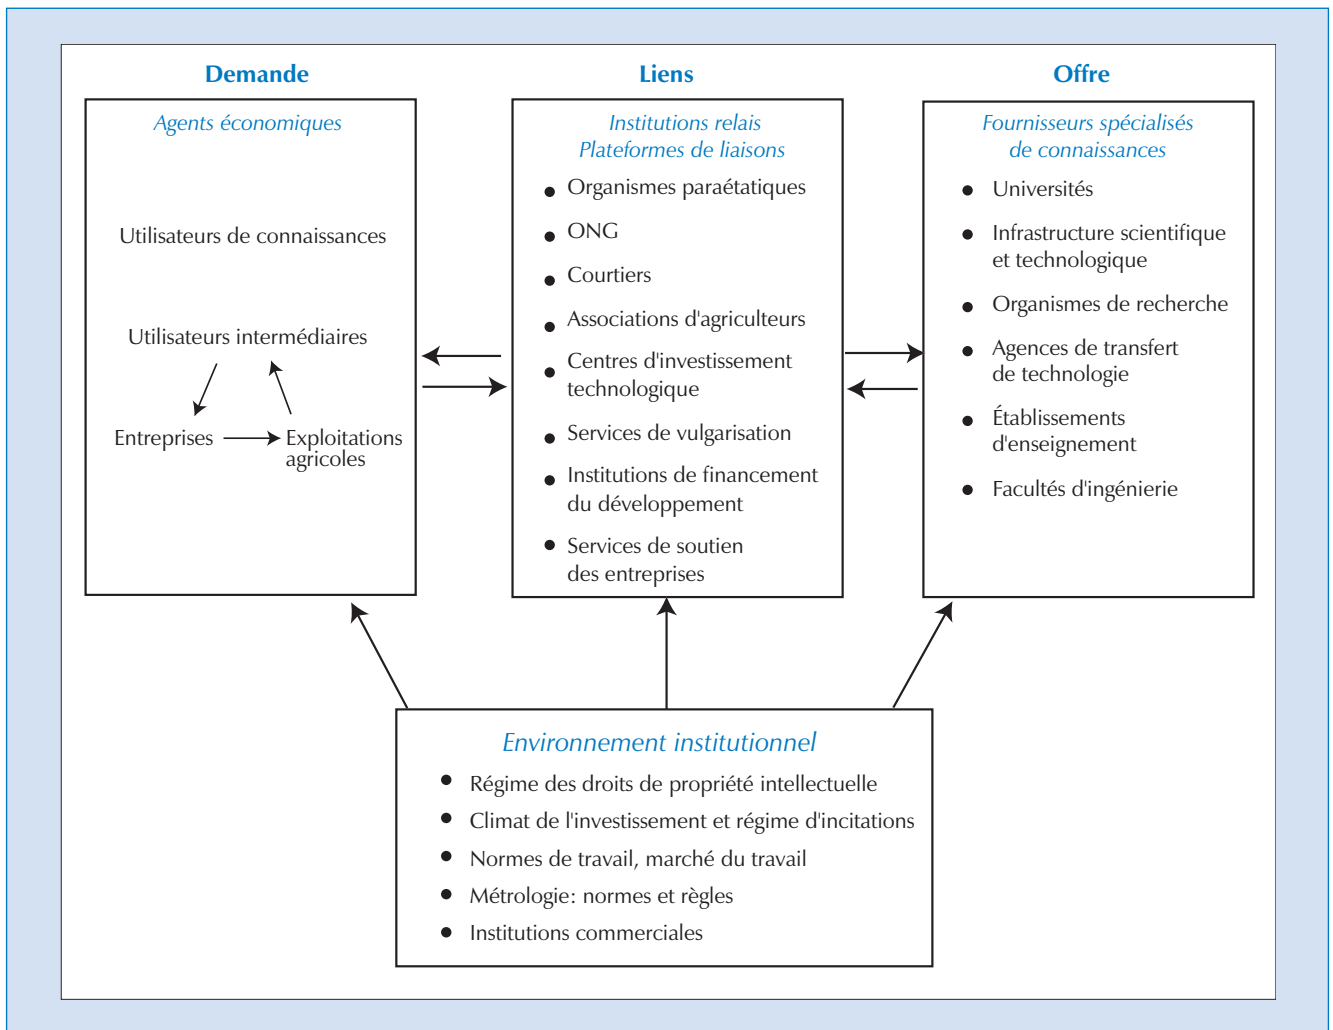 Demande
Agents économiques
Utilisateurs de connaissances
Utilisateurs intermédiaires
Entreprises
Exploitations
agricoles
Liens
Institutions relais
Plateformes de liaisons
• Organismes paraétatiques
• ONG
• Courtiers
• Associations d'agriculteurs
• Centres d'investissement
technologique
• Services de vulgarisation
• Institutions de financement
du développement
• Services de soutien
des entreprises
Offre
Fournisseurs spécialisés
de connaissances
• Universités
• Infrastructure scientifique
et technologique
• Organismes de recherche
• Agences de transfert
de technologie
• Établissements
d'enseignement
• Facultés d'ingénierie
Environnement institutionnel
• Régime des droits de propriété intellectuelle
• Climat de l'investissement et régime d'incitations
• Normes de travail, marché du travail
• Métrologie: normes et règles
• Institutions commerciales